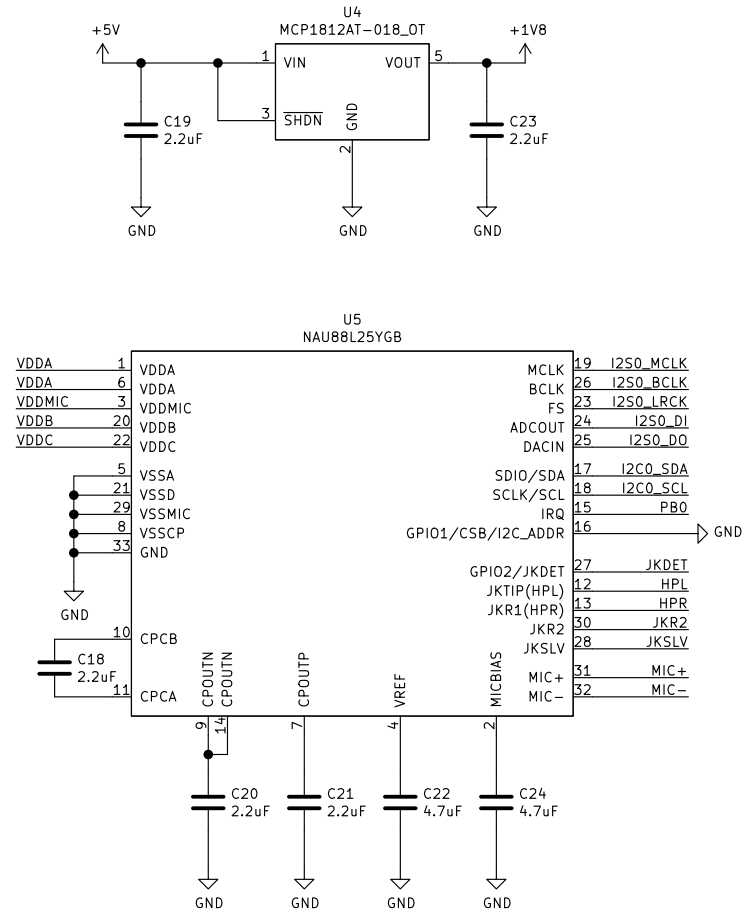 U4
MCP1812AT-018_OT
+5V
+1V8
1 VIN
VOUT 5
3 SHDN
GND
2
C19
2.2uF
C23
2.2uF
GND
GND
GND
U5
NAU88L25YGB
VDDA 1 VDDA
VDDA 6 VDDA
VDDMIC 3 VDDMIC
VDDB 20 VDDB
VDDC 22 VDDC
5 VSSA
21 VSSD
29 VSSMIC
8 VSSCP
33 GND
GND
10 CPCB
C18
2.2uF
11 CPCA
MCLK 19 I2S0_MCLK
BCLK 26 I2S0_BCLK
FS 23 I2S0_LRCK
ADCOUT 24 I2S0_DI
DACIN 25 I2S0_DO
SDIO/SDA 17 I2C0_SDA
SCLK/SCL 18 I2C0_SCL
IRQ 15 PB0
GPIO1/CSB/I2C_ADDR 16 GND
GPIO2/JKDET 27 JKDET
JKTIP(HPL) 12 HPL
JKR1(HPR) 13 HPR
JKR2 30 JKR2
JKSLV 28 JKSLV
MIC+ 31 MIC+
MIC- 32 MIC-
CPOUTN
CPOUTN
CPOUTP
VREF
MICBIAS
9
14
7
4
2
C20
2.2uF
C21
2.2uF
C22
4.7uF
C24
4.7uF
GND
GND
GND
GND